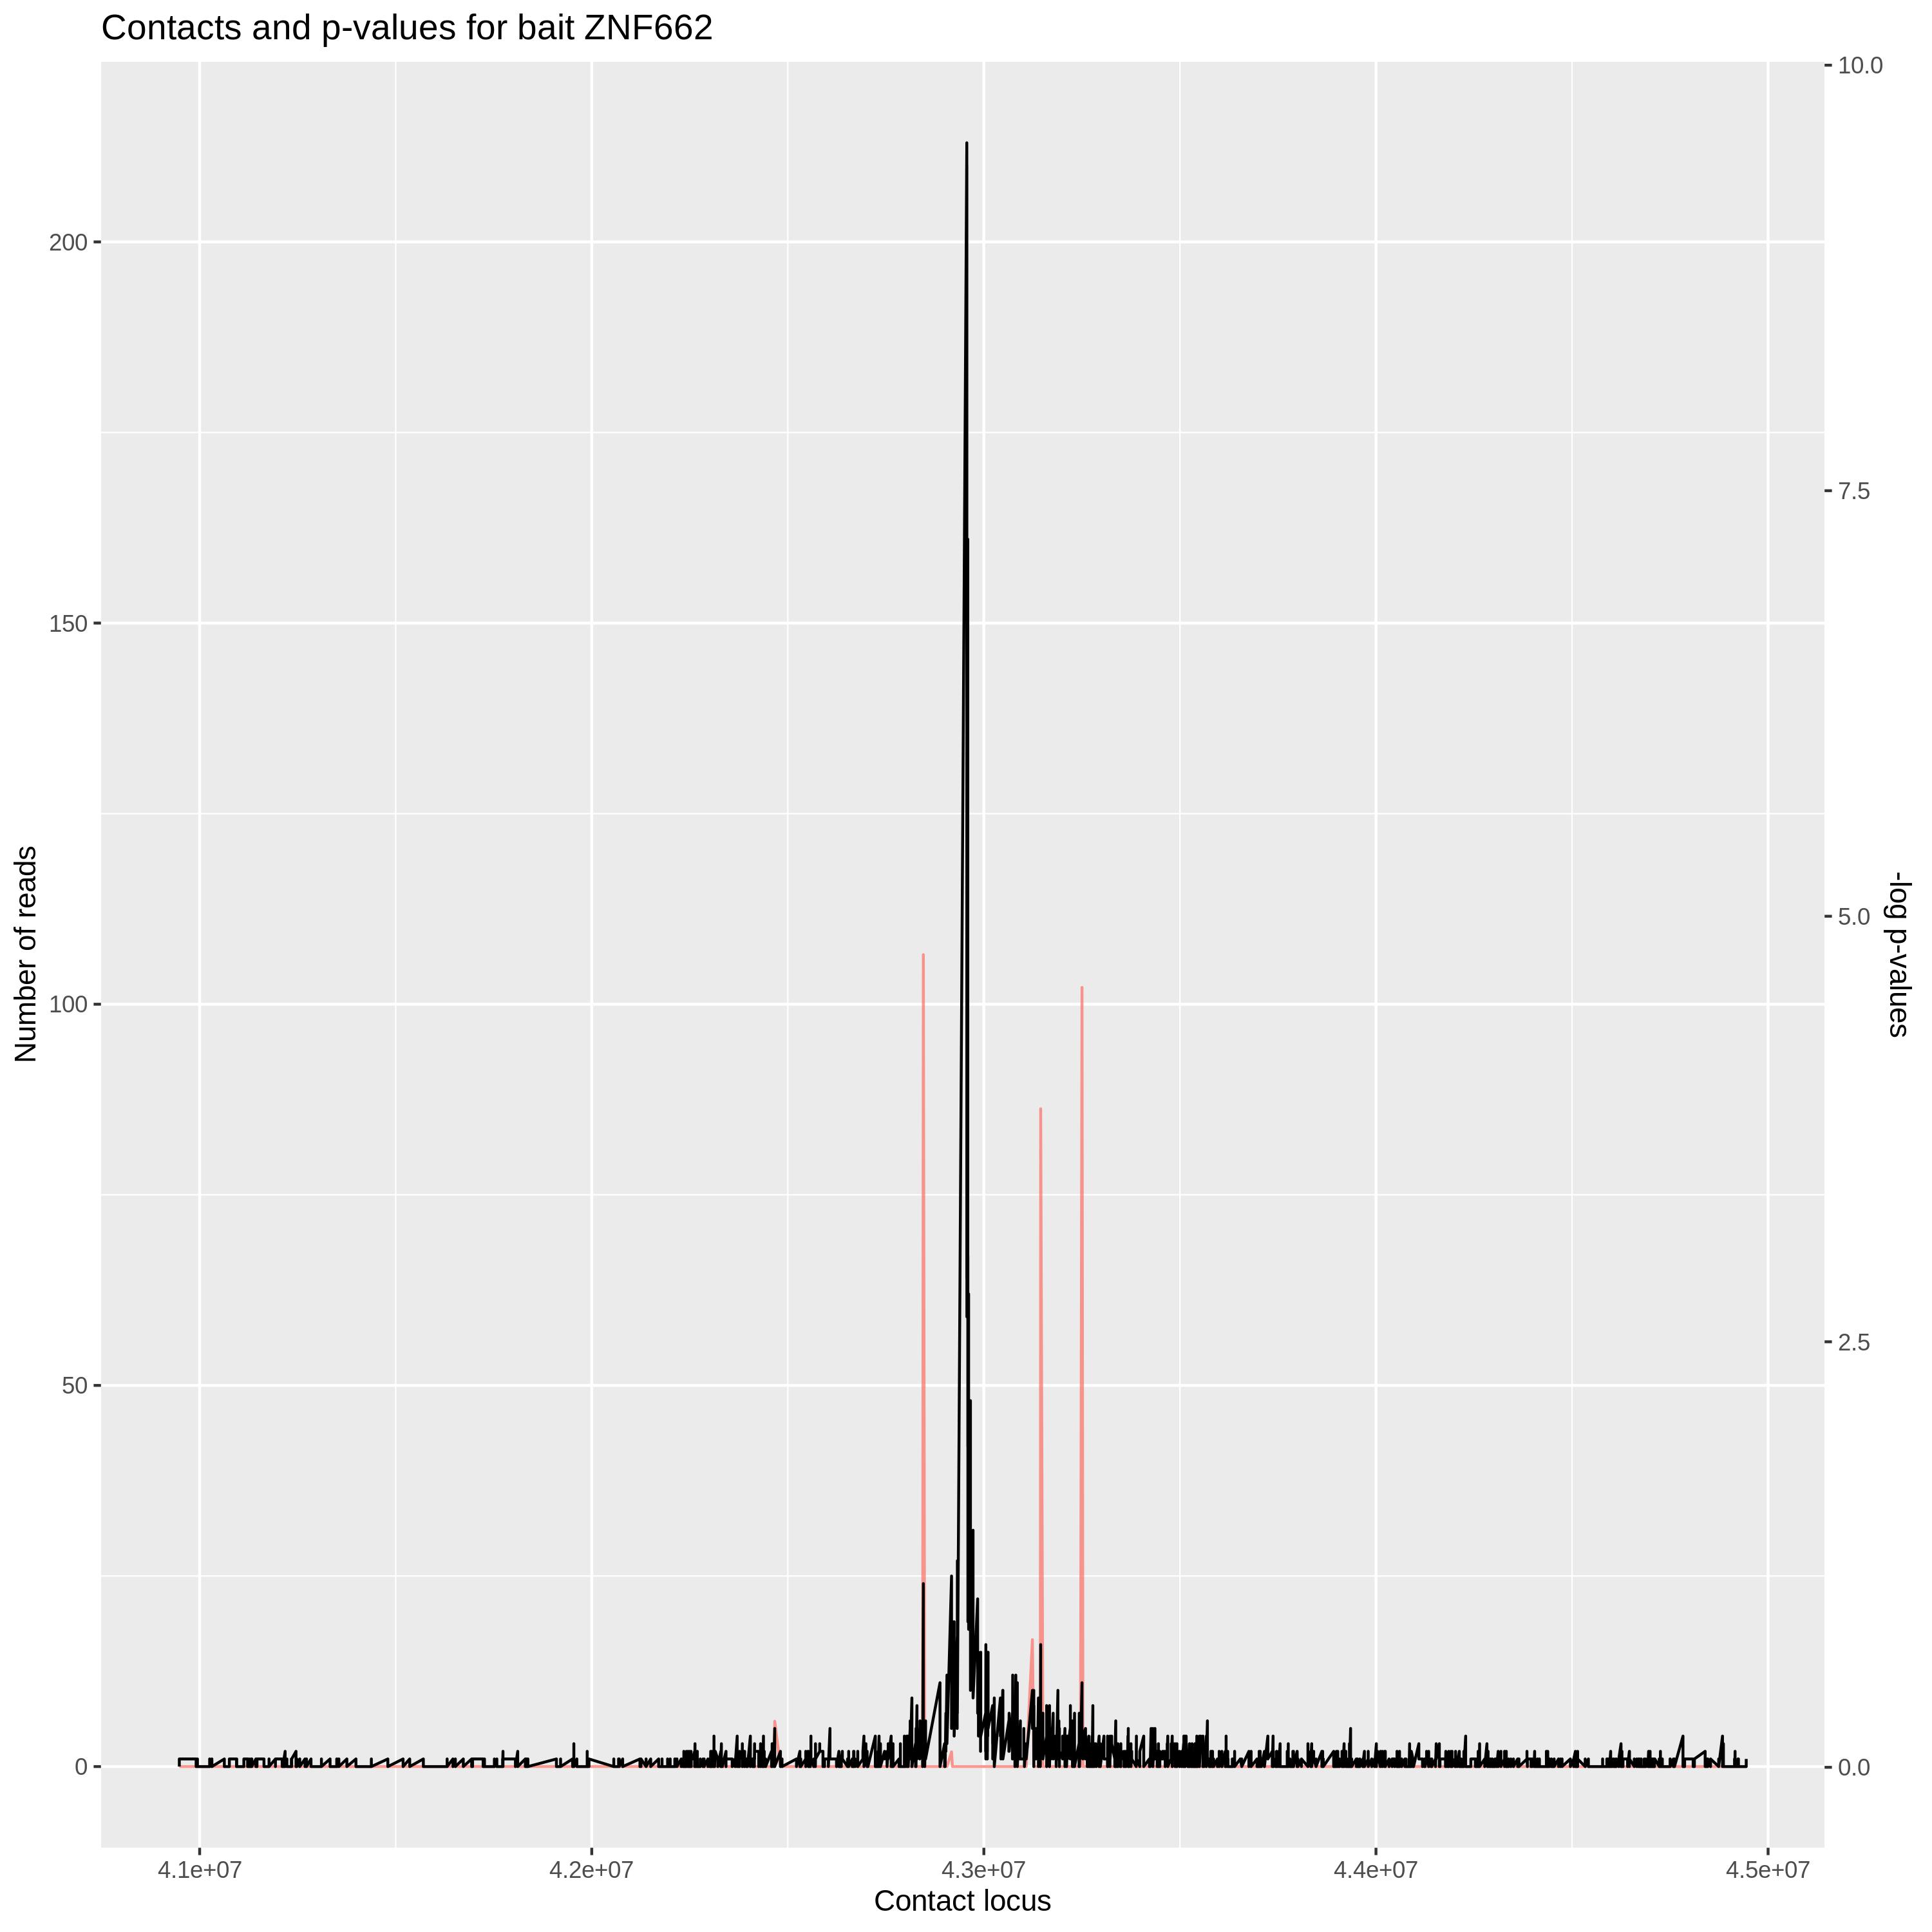 Contacts and p-values for bait ZNF662
10.0
200
7.5
150
5.0
Number of reads
-log p-values
100
2.5
50
0
0.0
4.1e+07 4.2e+07 4.3e+07 4.4e+07 4.5e+07
Contact locus